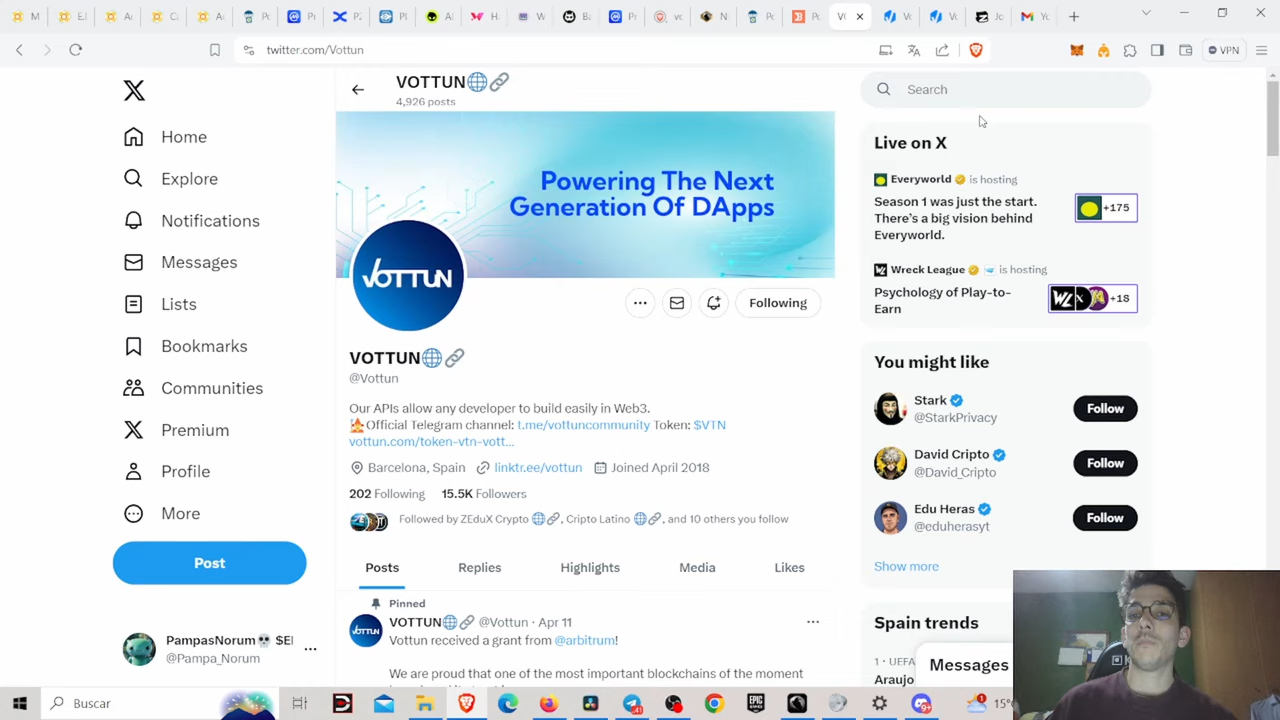 twitter.com/Vottun
VPN
VOTTUN
4,926 posts
Powering The Next
Generation Of DApps
VOTTUN
Following
VOTTUN
@Vottun
Our APIs allow any developer to build easily in Web3.
Official Telegram channel: t.me/vottuncommunity Token: $VTN
vottun.com/token-vtn-vott...
Barcelona, Spain linktr.ee/vottun Joined April 2018
202 Following 15.5K Followers
Followed by ZEduX Crypto, Cripto Latino, and 10 others you follow
Posts Replies Highlights Media Likes
Pinned
VOTTUN @Vottun · Apr 11
Vottun received a grant from @arbitrum!
We are proud that one of the most important blockchains of the moment
Home
Explore
Notifications
Messages
Lists
Bookmarks
Communities
Premium
Profile
More
Post
PampasNorum $EI
@Pampa_Norum
Search
Live on X
Everyworld is hosting
Season 1 was just the start.
There's a big vision behind
Everyworld.
+175
Wreck League is hosting
Psychology of Play-to-
Earn
+18
You might like
Stark
@StarkPrivacy
Follow
David Cripto
@David_Cripto
Follow
Edu Heras
@eduherasyt
Follow
Show more
Spain trends
1 · UEFA
Araujo
Messages
Buscar
15°